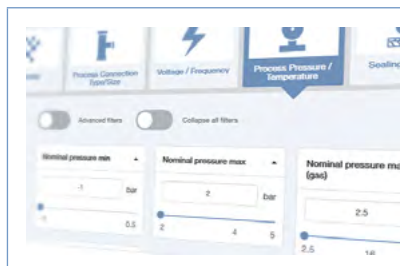 Process Connection
Type/Size
Voltage / Frequency
Process Pressure /
Temperature
Sealing
Advanced filters
Collapse all filters
Nominal pressure min
-1
bar
-1
0.5
Nominal pressure max
2
bar
2
4
5
Nominal pressure ma
(gas)
2.5
2.5
16